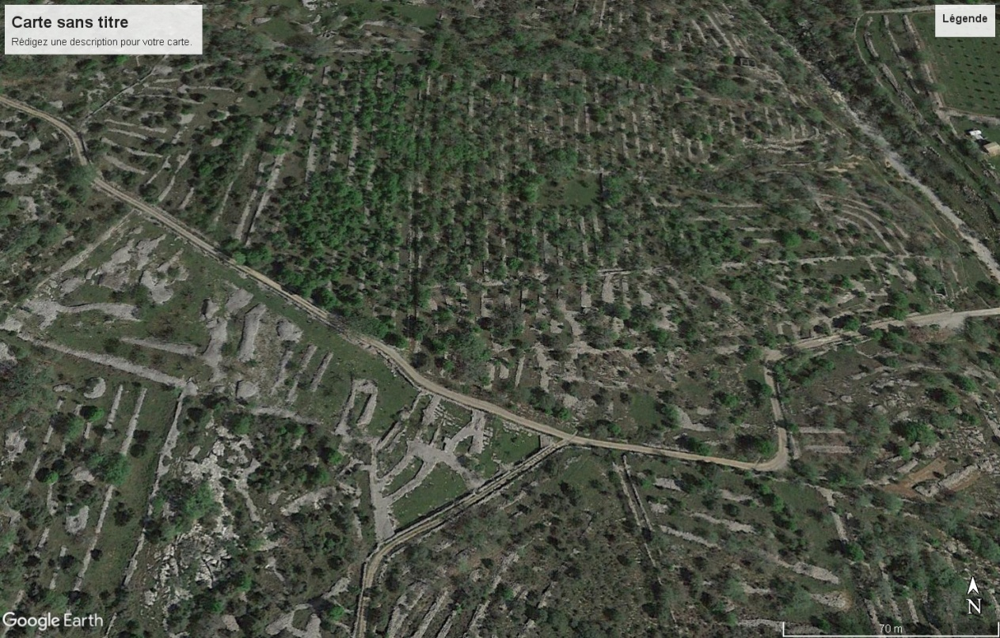 Carte sans titre
Rédigez une description pour votre carte.
Légende
Google Earth
N
70 m